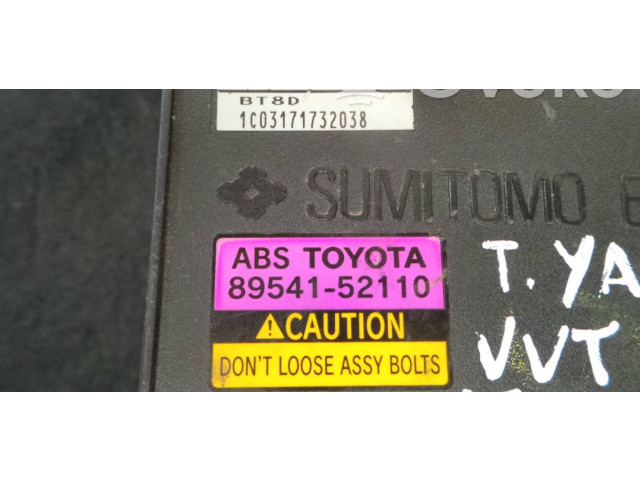 BT8D
1C03171732038
SUMITOMO E
ABS TOYOTA
89541-52110
CAUTION
DON'T LOOSE ASSY BOLTS
T. YA
VVT